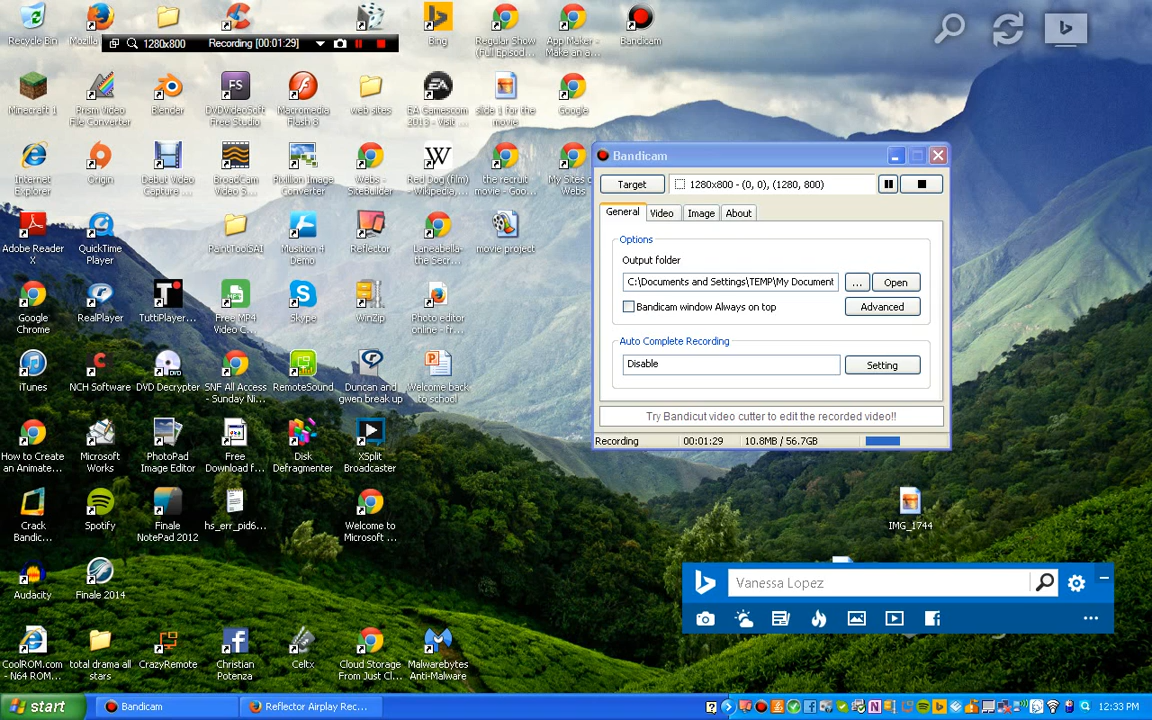 Recycle Bin
Mozilla
1280x800 Recording [00:01:29]
Bing
Regular Show
(Full Episod...
App Maker -
Make an a...
Bandicam
Minecraft 1
Prism Video
File Converter
Blender
DVDVideoSoft
Free Studio
Macromedia
Flash 8
web sites
EA Gamescom
2013 - Visit ...
slide 1 for the
movie
Google
Internet
Explorer
Origin
Debut Video
Capture ...
BroadCam
Video S...
Pixillion Image
Converter
Webs -
SiteBuilder
Red Dog (film)
- Wikipedia,...
the recruit
movie - Goo...
My Sites
Webs
Adobe Reader
X
QuickTime
Player
PaintToolSAI
Musition 4
Demo
Reflector
Laneabella-
the Secr...
movie project
Google
Chrome
RealPlayer
TuttiPlayer...
Free MP4
Video C...
Skype
WinZip
Photo editor
online - fr...
iTunes
NCH Software
DVD Decrypter
SNF All Access
- Sunday Ni...
RemoteSound
Duncan and
gwen break up
Welcome back
to school
How to Create
an Animate...
Microsoft
Works
PhotoPad
Image Editor
Free
Download f...
Disk
Defragmenter
XSplit
Broadcaster
Crack
Bandic...
Spotify
Finale
NotePad 2012
hs_err_pid6...
Welcome to
Microsoft ...
Audacity
Finale 2014
CoolROM.com
- N64 ROM...
total drama all
stars
CrazyRemote
Christian
Potenza
Celtx
Cloud Storage
From Just Cl...
Malwarebytes
Anti-Malware
Bandicam
Target
1280x800 - (0, 0), (1280, 800)
General Video Image About
Options
Output folder
C:\Documents and Settings\TEMP\My Document
... Open
Bandicam window Always on top
Advanced
Auto Complete Recording
Disable
Setting
Try Bandicut video cutter to edit the recorded video!!
Recording 00:01:29 10.8MB / 56.7GB
IMG_1744
Vanessa Lopez
start
Bandicam
Reflector Airplay Rec...
12:33 PM